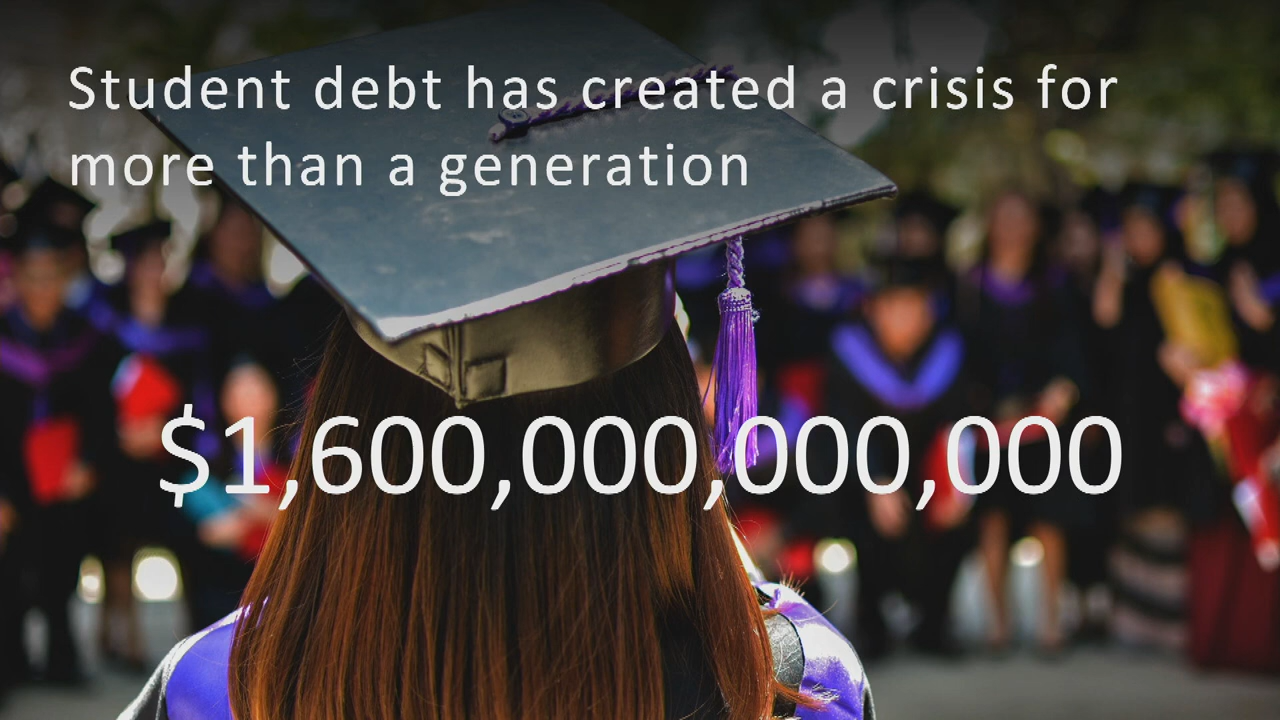 Student debt has created a crisis for
more than a generation
$1,600,000,000,000